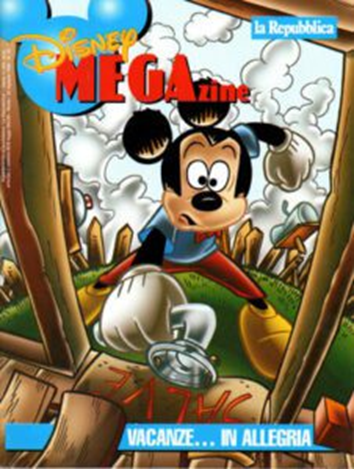 la Repubblica
DISNEY
MEGAzine
VACANZE... IN ALLEGRIA